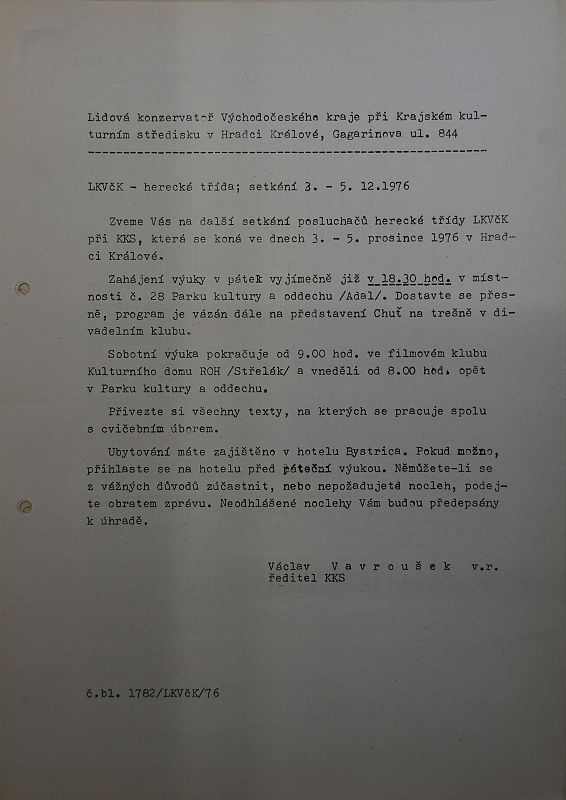 Lidová konzervatoř Východočeského kraje při Krajském kul-
turním středisku v Hradci Králové, Gagarinova ul. 844
LKVčK - herecká třída; setkání 3. - 5. 12.1976
Zveme Vás na další setkání posluchačů herecké třídy LKVčK
při KKS, která se koná ve dnech 3. - 5. prosince 1976 v Hrad-
ci Králové.
Zahájení výuky v pátek vyjímečně již v 18.30 hod. v míst-
nosti č. 28 Parku kultury a oddechu /Adal/. Dostavte se přes-
ně, program je vázán dále na představení Chuť na třešně v di-
vadelním klubu.
Sobotní výuka pokračuje od 9.00 hod. ve filmovém klubu
Kulturního domu ROH /Střelák/ a vneděli od 8.00 hod. opět
v Parku kultury a oddechu.
Přivezte si všechny texty, na kterých se pracuje spolu
s cvičebním úborem.
Ubytování máte zajištěno v hotelu Bystrica. Pokud možno,
přihlaste se na hotelu před páteční výukou. Němůžete-li se
z vážných důvodů zúčastnit, nebo nepožadujetd nocleh, podej-
te obratem zprávu. Neodhlášené noclehy Vám budou předepsány
k úhradě.
Václav V a v r o u š e k v.r.
ředitel KKS
č.bl. 1782/LKVčK/76